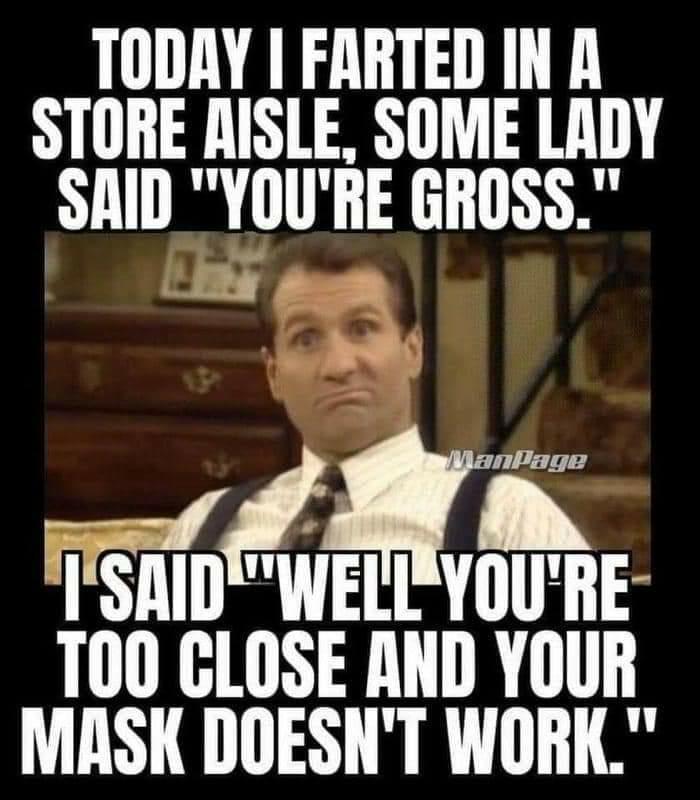 TODAY I FARTED IN A
STORE AISLE, SOME LADY
SAID "YOU'RE GROSS."
ManPage
I SAID "WELL YOU'RE
TOO CLOSE AND YOUR
MASK DOESN'T WORK."